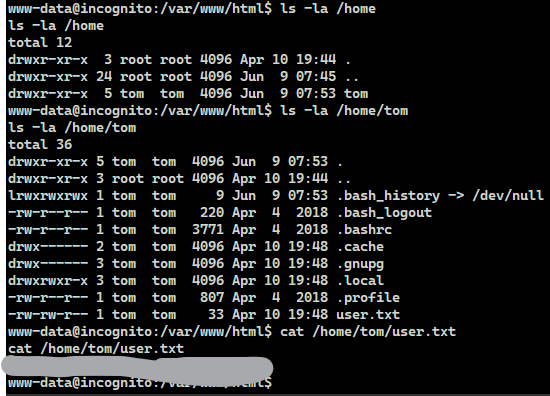 www-data@incognito:/var/www/html$ ls -la /home
ls -la /home
total 12
drwxr-xr-x  3 root root 4096 Apr 10 19:44 .
drwxr-xr-x 24 root root 4096 Jun  9 07:45 ..
drwxr-xr-x  5 tom  tom  4096 Jun  9 07:53 tom
www-data@incognito:/var/www/html$ ls -la /home/tom
ls -la /home/tom
total 36
drwxr-xr-x 5 tom  tom  4096 Jun  9 07:53 .
drwxr-xr-x 3 root root 4096 Apr 10 19:44 ..
lrwxrwxrwx 1 tom  tom     9 Jun  9 07:53 .bash_history -> /dev/null
-rw-r--r-- 1 tom  tom   220 Apr  4  2018 .bash_logout
-rw-r--r-- 1 tom  tom  3771 Apr  4  2018 .bashrc
drwx------ 2 tom  tom  4096 Apr 10 19:48 .cache
drwx------ 3 tom  tom  4096 Apr 10 19:48 .gnupg
drwxrwxr-x 3 tom  tom  4096 Apr 10 19:48 .local
-rw-r--r-- 1 tom  tom   807 Apr  4  2018 .profile
-rw-rw-r-- 1 tom  tom    33 Apr 10 19:48 user.txt
www-data@incognito:/var/www/html$ cat /home/tom/user.txt
cat /home/tom/user.txt
www-data@incognito:/var/www/html$